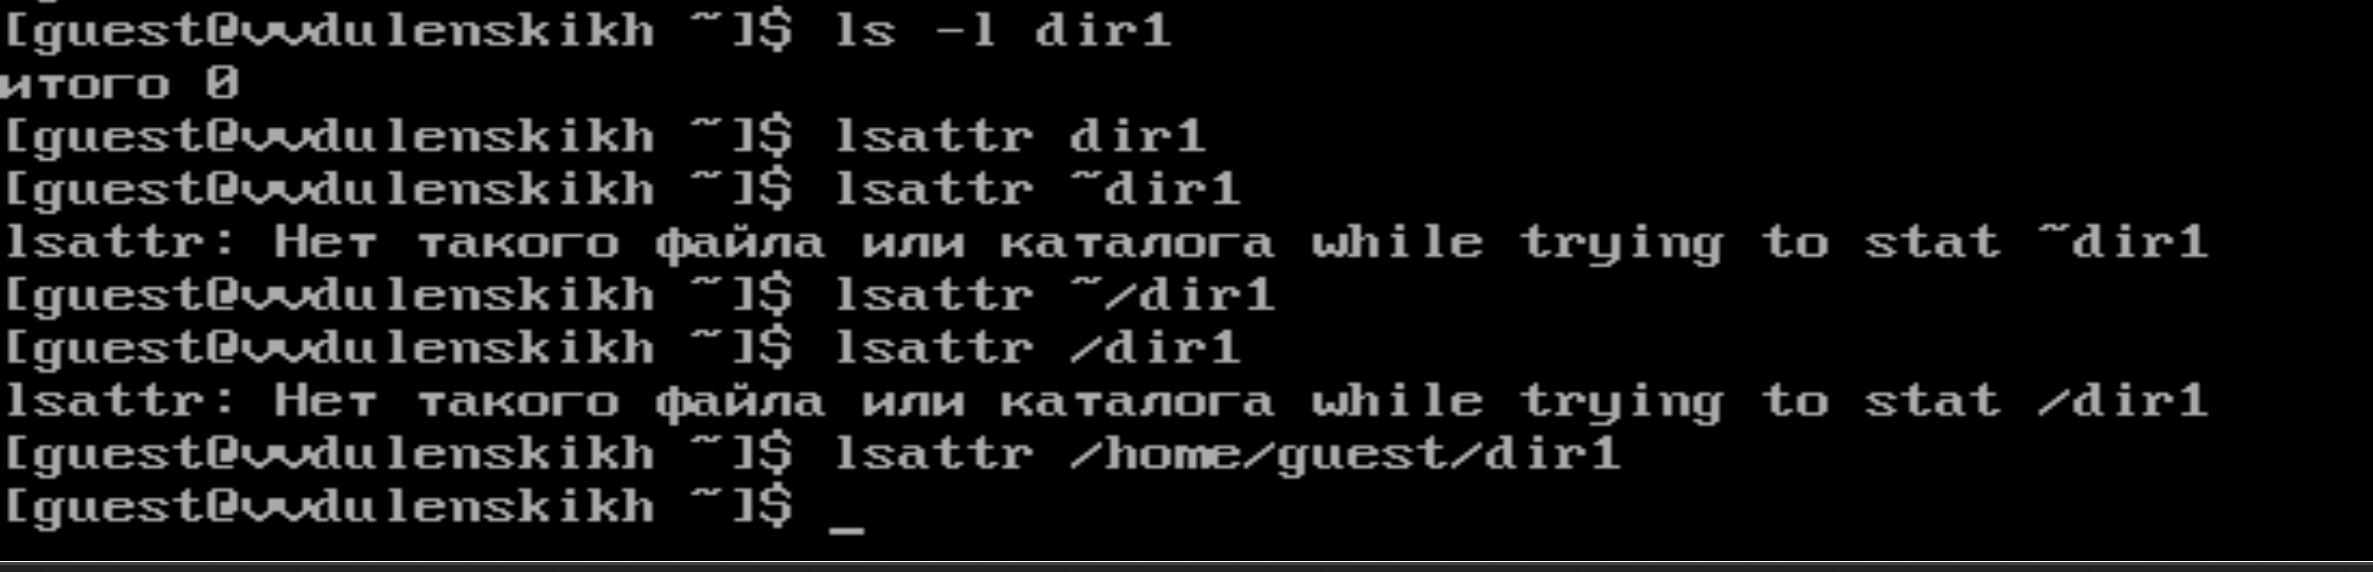 [guest@vvdulenskikh ~]$ ls -l dir1
итого 0
[guest@vvdulenskikh ~]$ lsattr dir1
[guest@vvdulenskikh ~]$ lsattr ~dir1
lsattr: Нет такого файла или каталога while trying to stat ~dir1
[guest@vvdulenskikh ~]$ lsattr ~/dir1
[guest@vvdulenskikh ~]$ lsattr /dir1
lsattr: Нет такого файла или каталога while trying to stat /dir1
[guest@vvdulenskikh ~]$ lsattr /home/guest/dir1
[guest@vvdulenskikh ~]$ _